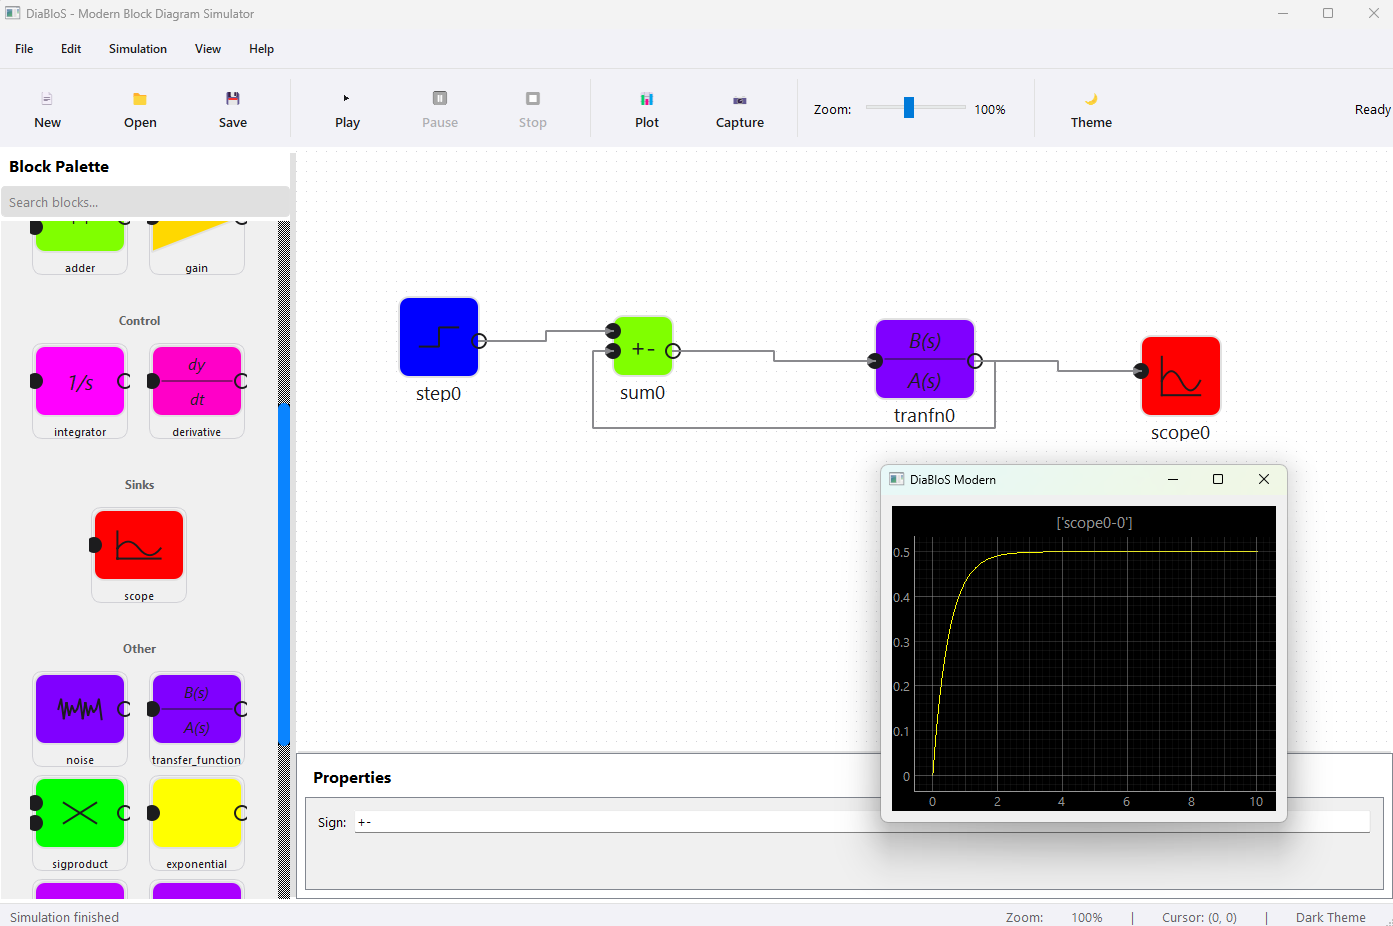 DiaBloS - Modern Block Diagram Simulator
File Edit Simulation View Help
New Open Save Play Pause Stop Plot Capture Zoom: 100% Theme Ready
Block Palette
Search blocks...
adder gain
Control
1/s dy dt
integrator derivative
Sinks
scope
Other
B(s) A(s)
noise transfer_function
sigproduct exponential
step0
+-
sum0
B(s)
A(s)
tranfn0
scope0
DiaBloS Modern
['scope0-0']
0.5
0.4
0.3
0.2
0.1
0
0 2 4 6 8 10
Properties
Sign: +-
Simulation finished Zoom: 100% | Cursor: (0, 0) | Dark Theme